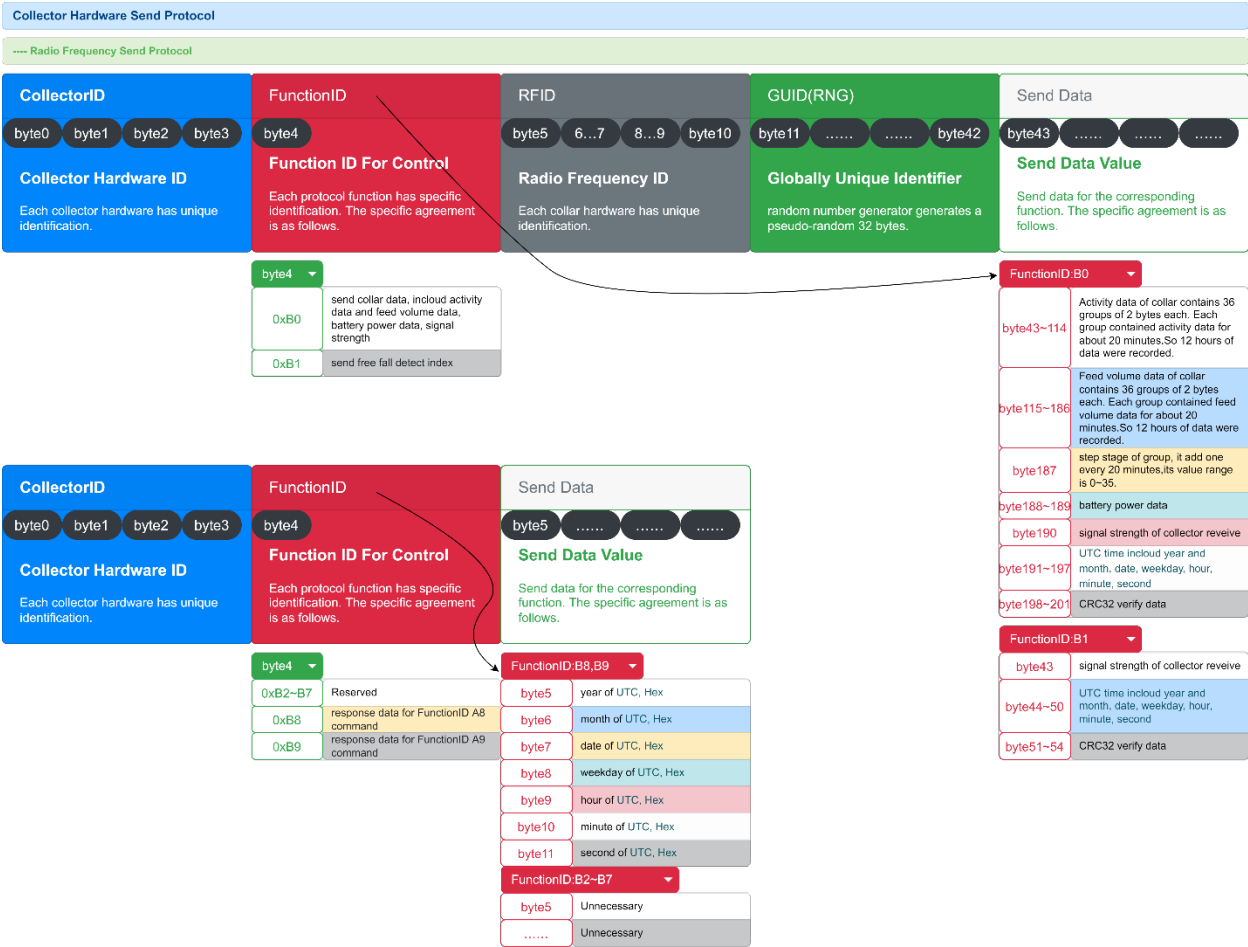 Collector Hardware Send Protocol
---- Radio Frequency Send Protocol
CollectorID
byte0 byte1 byte2 byte3
Collector Hardware ID
Each collector hardware has unique
identification.
FunctionID
byte4
Function ID For Control
Each protocol function has specific
identification. The specific agreement
is as follows.
RFID
byte5 6...7 8...9 byte10
Radio Frequency ID
Each collar hardware has unique
identification.
GUID(RNG)
byte11 ...... ...... byte42
Globally Unique Identifier
random number generator generates a
pseudo-random 32 bytes.
Send Data
byte43 ...... ...... ......
Send Data Value
Send data for the corresponding
function. The specific agreement is as
follows.
byte4
0xB0
send collar data, incloud activity
data and feed volume data,
battery power data, signal
strength
0xB1
send free fall detect index
FunctionID:B0
byte43~114
Activity data of collar contains 36
groups of 2 bytes each. Each
group contained activity data for
about 20 minutes.So 12 hours of
data were recorded.
byte115~186
Feed volume data of collar
contains 36 groups of 2 bytes
each. Each group contained feed
volume data for about 20
minutes.So 12 hours of data were
recorded.
byte187
step stage of group, it add one
every 20 minutes,its value range
is 0~35.
byte188~189
battery power data
byte190
signal strength of collector reveive
byte191~197
UTC time incloud year and
month, date, weekday, hour,
minute, second
byte198~201
CRC32 verify data
FunctionID:B1
byte43
signal strength of collector reveive
byte44~50
UTC time incloud year and
month, date, weekday, hour,
minute, second
byte51~54
CRC32 verify data
CollectorID
byte0 byte1 byte2 byte3
Collector Hardware ID
Each collector hardware has unique
identification.
FunctionID
byte4
Function ID For Control
Each protocol function has specific
identification. The specific agreement
is as follows.
Send Data
byte5 ...... ...... ......
Send Data Value
Send data for the corresponding
function. The specific agreement is as
follows.
byte4
0xB2~B7
Reserved
0xB8
response data for FunctionID A8
command
0xB9
response data for FunctionID A9
command
FunctionID:B8,B9
byte5
year of UTC, Hex
byte6
month of UTC, Hex
byte7
date of UTC, Hex
byte8
weekday of UTC, Hex
byte9
hour of UTC, Hex
byte10
minute of UTC, Hex
byte11
second of UTC, Hex
FunctionID:B2~B7
byte5
Unnecessary
......
Unnecessary